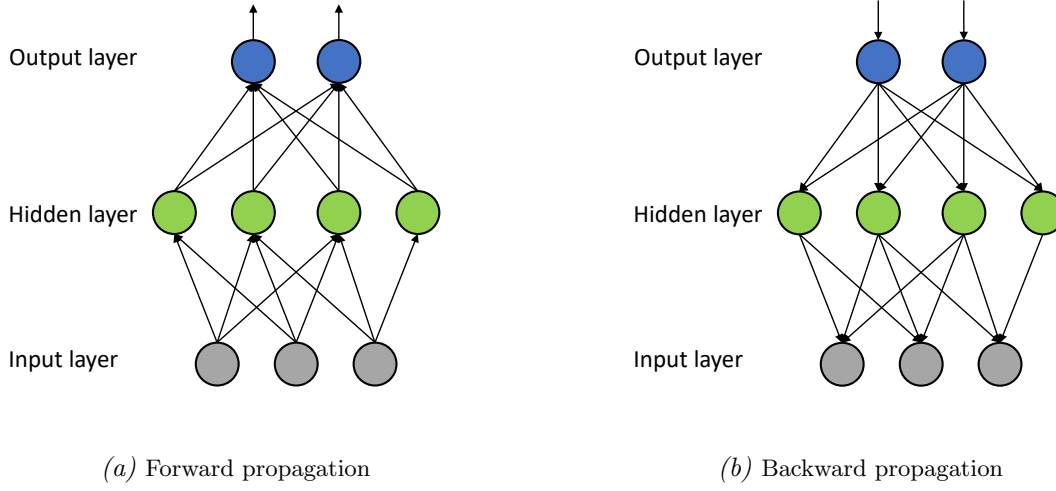 Output layer
Hidden layer
Input layer
(a) Forward propagation
Output layer
Hidden layer
Input layer
(b) Backward propagation